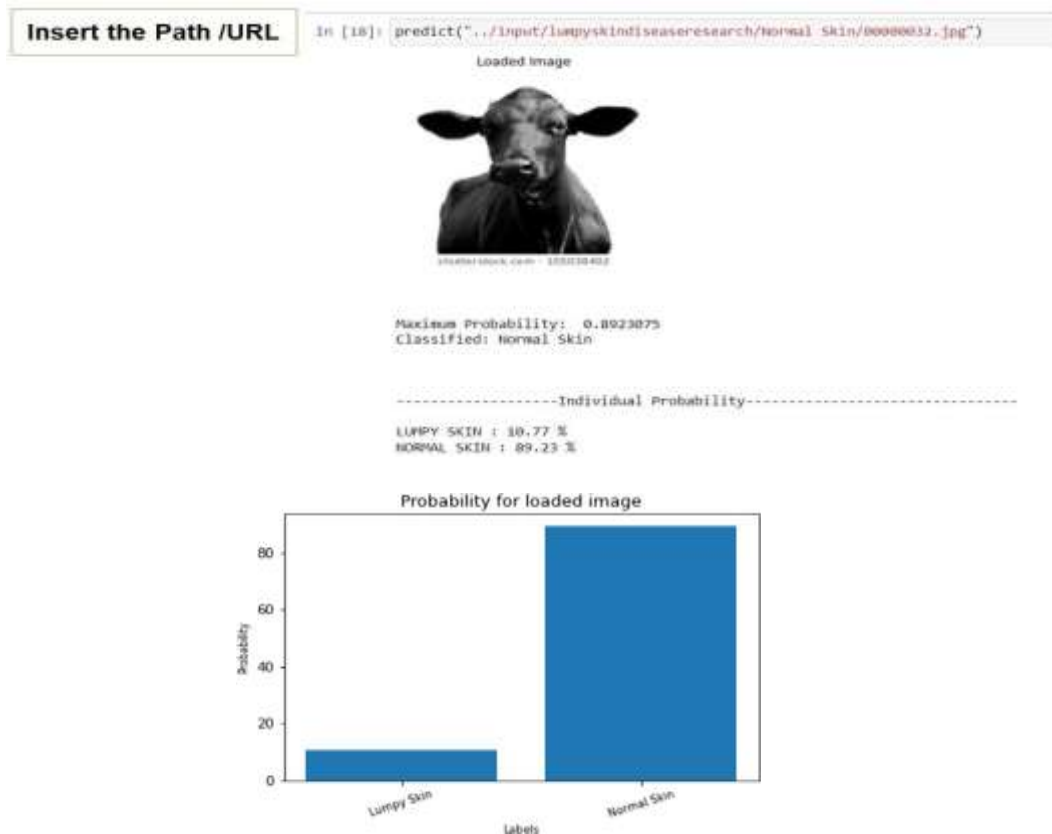 Insert the Path /URL
In [18]: predict("../input/lumpyskindiseaseresearch/Normal Skin/00000032.jpg")
Loaded Image
shutterstock.com ·
Maximum Probability: 0.8923075
Classified: Normal Skin
-------------------Individual Probability--------------------------------
LUMPY SKIN : 10.77 %
NORMAL SKIN : 89.23 %
Probability for loaded image
80
60
40
20
0
Probability
Lumpy Skin
Normal Skin
Labels